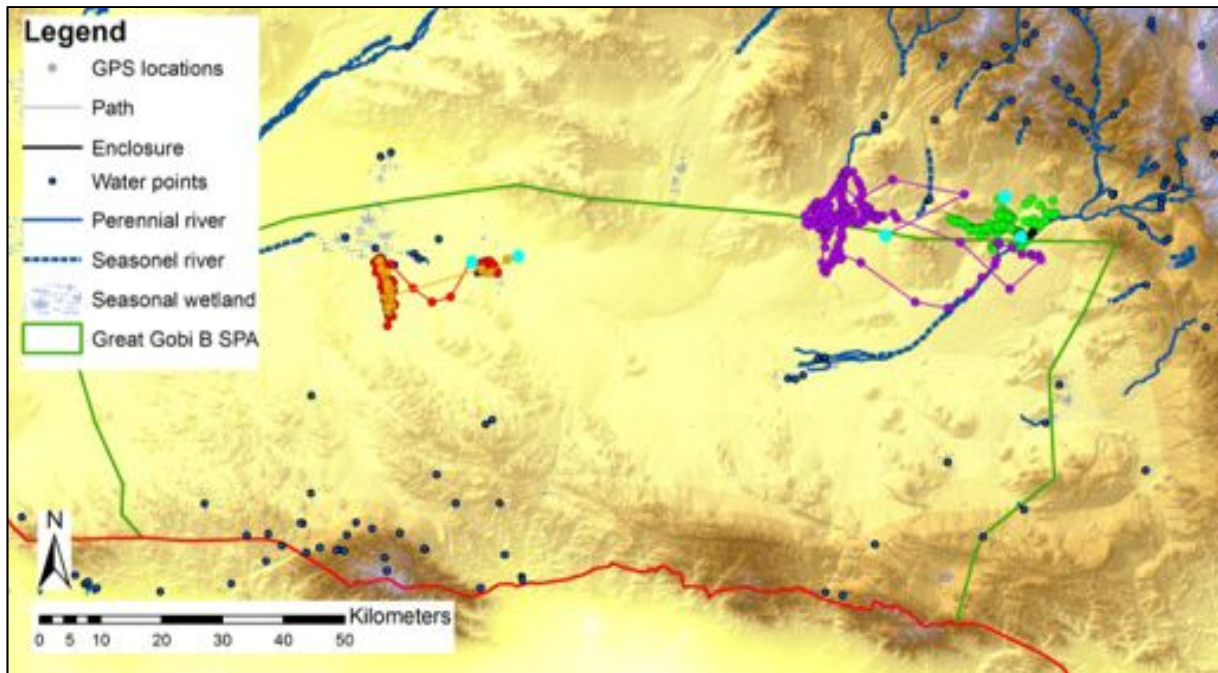 Legend
GPS locations
Path
Enclosure
Water points
Perennial river
Seasonel river
Seasonal wetland
Great Gobi B SPA
N
Kilometers
0 5 10 20 30 40 50